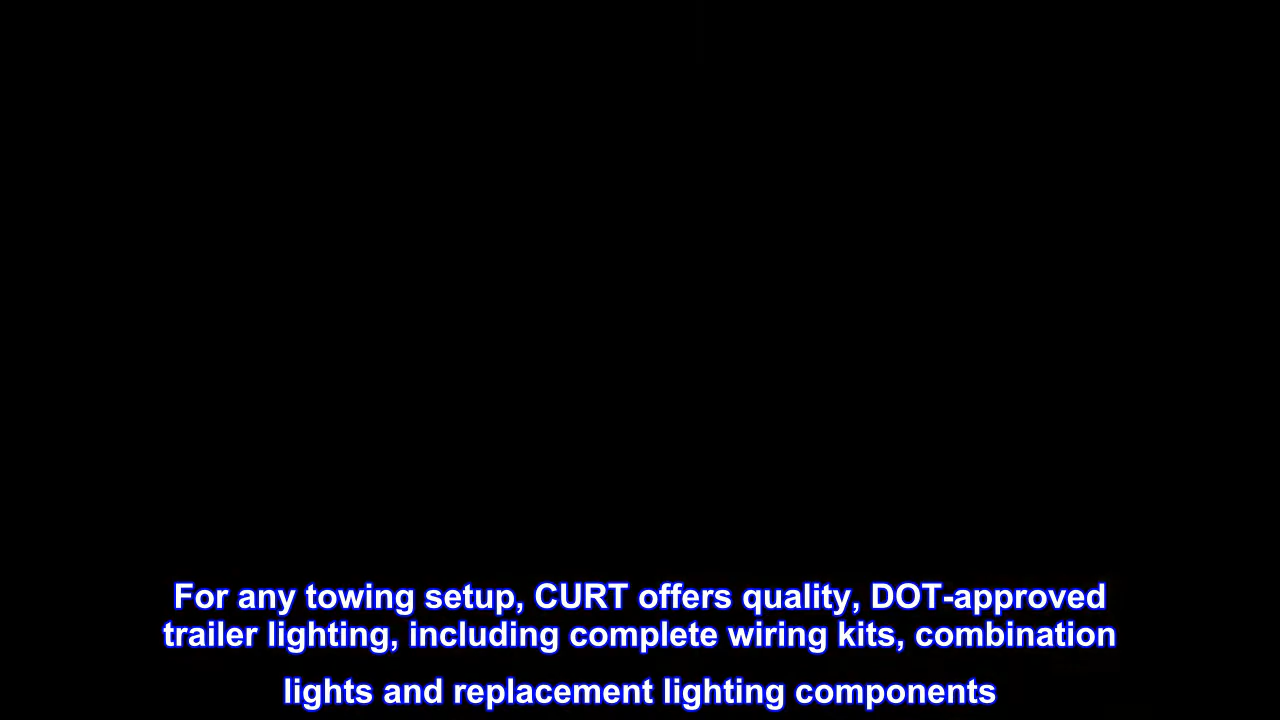 For any towing setup, CURT offers quality, DOT-approved
trailer lighting, including complete wiring kits, combination
lights and replacement lighting components